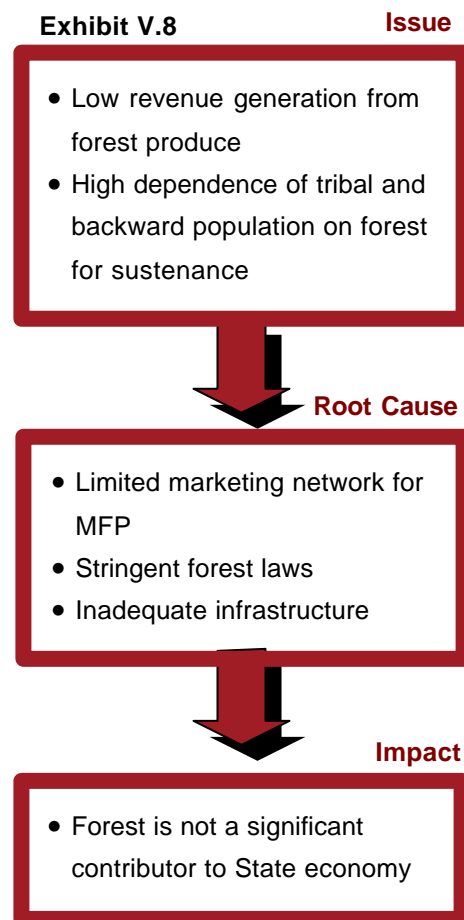 Exhibit V.8
Issue
• Low revenue generation from
forest produce
• High dependence of tribal and
backward population on forest
for sustenance
Root Cause
• Limited marketing network for
MFP
• Stringent forest laws
• Inadequate infrastructure
Impact
• Forest is not a significant
contributor to State economy